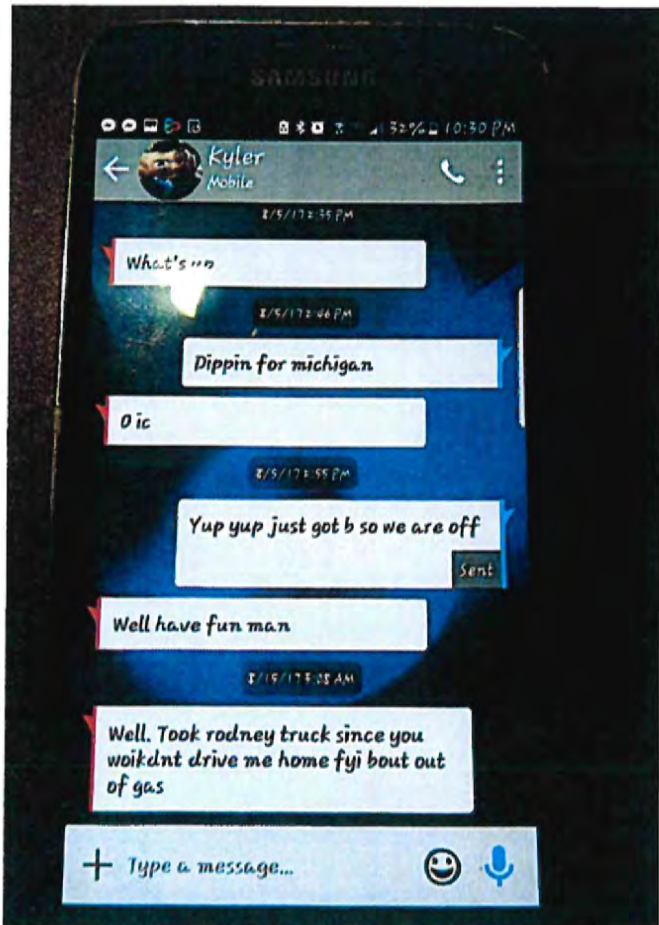 SAMSUNG
32% 10:30 PM
Kyler
Mobile
What's
Dippin for michigan
O ic
Yup yup just got b so we are off
Sent
Well have fun man
Well. Took rodney truck since you
woikdnt drive me home fyi bout out
of gas
Type a message...